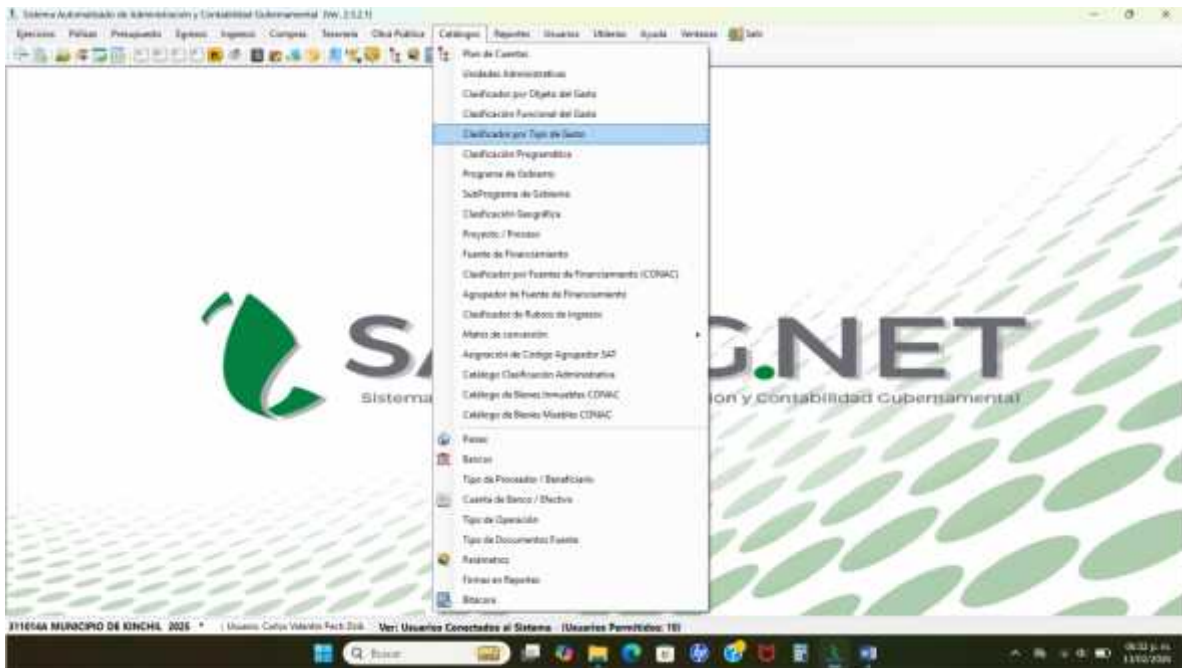 Sistema Automatizado de Administración y Contabilidad Gubernamental (Ver. 2.5.2.1)
Ejercicios Pólizas Presupuesto Egresos Ingresos Compras Tesorería Obra Pública Catálogos Reportes Usuarios Utilerías Ayuda Ventanas Salir
Plan de Cuentas
Unidades Administrativas
Clasificador por Objeto del Gasto
Clasificación Funcional del Gasto
Clasificador por Tipo de Gasto
Clasificación Programática
Programa de Gobierno
SubPrograma de Gobierno
Clasificación Geográfica
Proyecto / Proceso
Fuente de Financiamiento
Clasificador por Fuentes de Financiamiento (CONAC)
Agrupador de Fuente de Financiamiento
Clasificador de Rubros de Ingresos
Matriz de conversión
Asignación de Código Agrupador SAT
Catálogo Clasificación Administrativa
Catálogo de Bienes Inmuebles CONAC
Catálogo de Bienes Muebles CONAC
Países
Bancos
Tipo de Proveedor / Beneficiario
Cuenta de Banco / Efectivo
Tipo de Operación
Tipo de Documentos Fuente
Parámetros
Firmas en Reportes
Bitácora
SA G.NET
Sistema ión y Contabilidad Gubernamental
311014A MUNICIPIO DE KINCHIL 2025 * Usuario: Carlos Valentin Pech Ver: Usuarios Conectados al Sistema (Usuarios Permitidos: 10)
Buscar